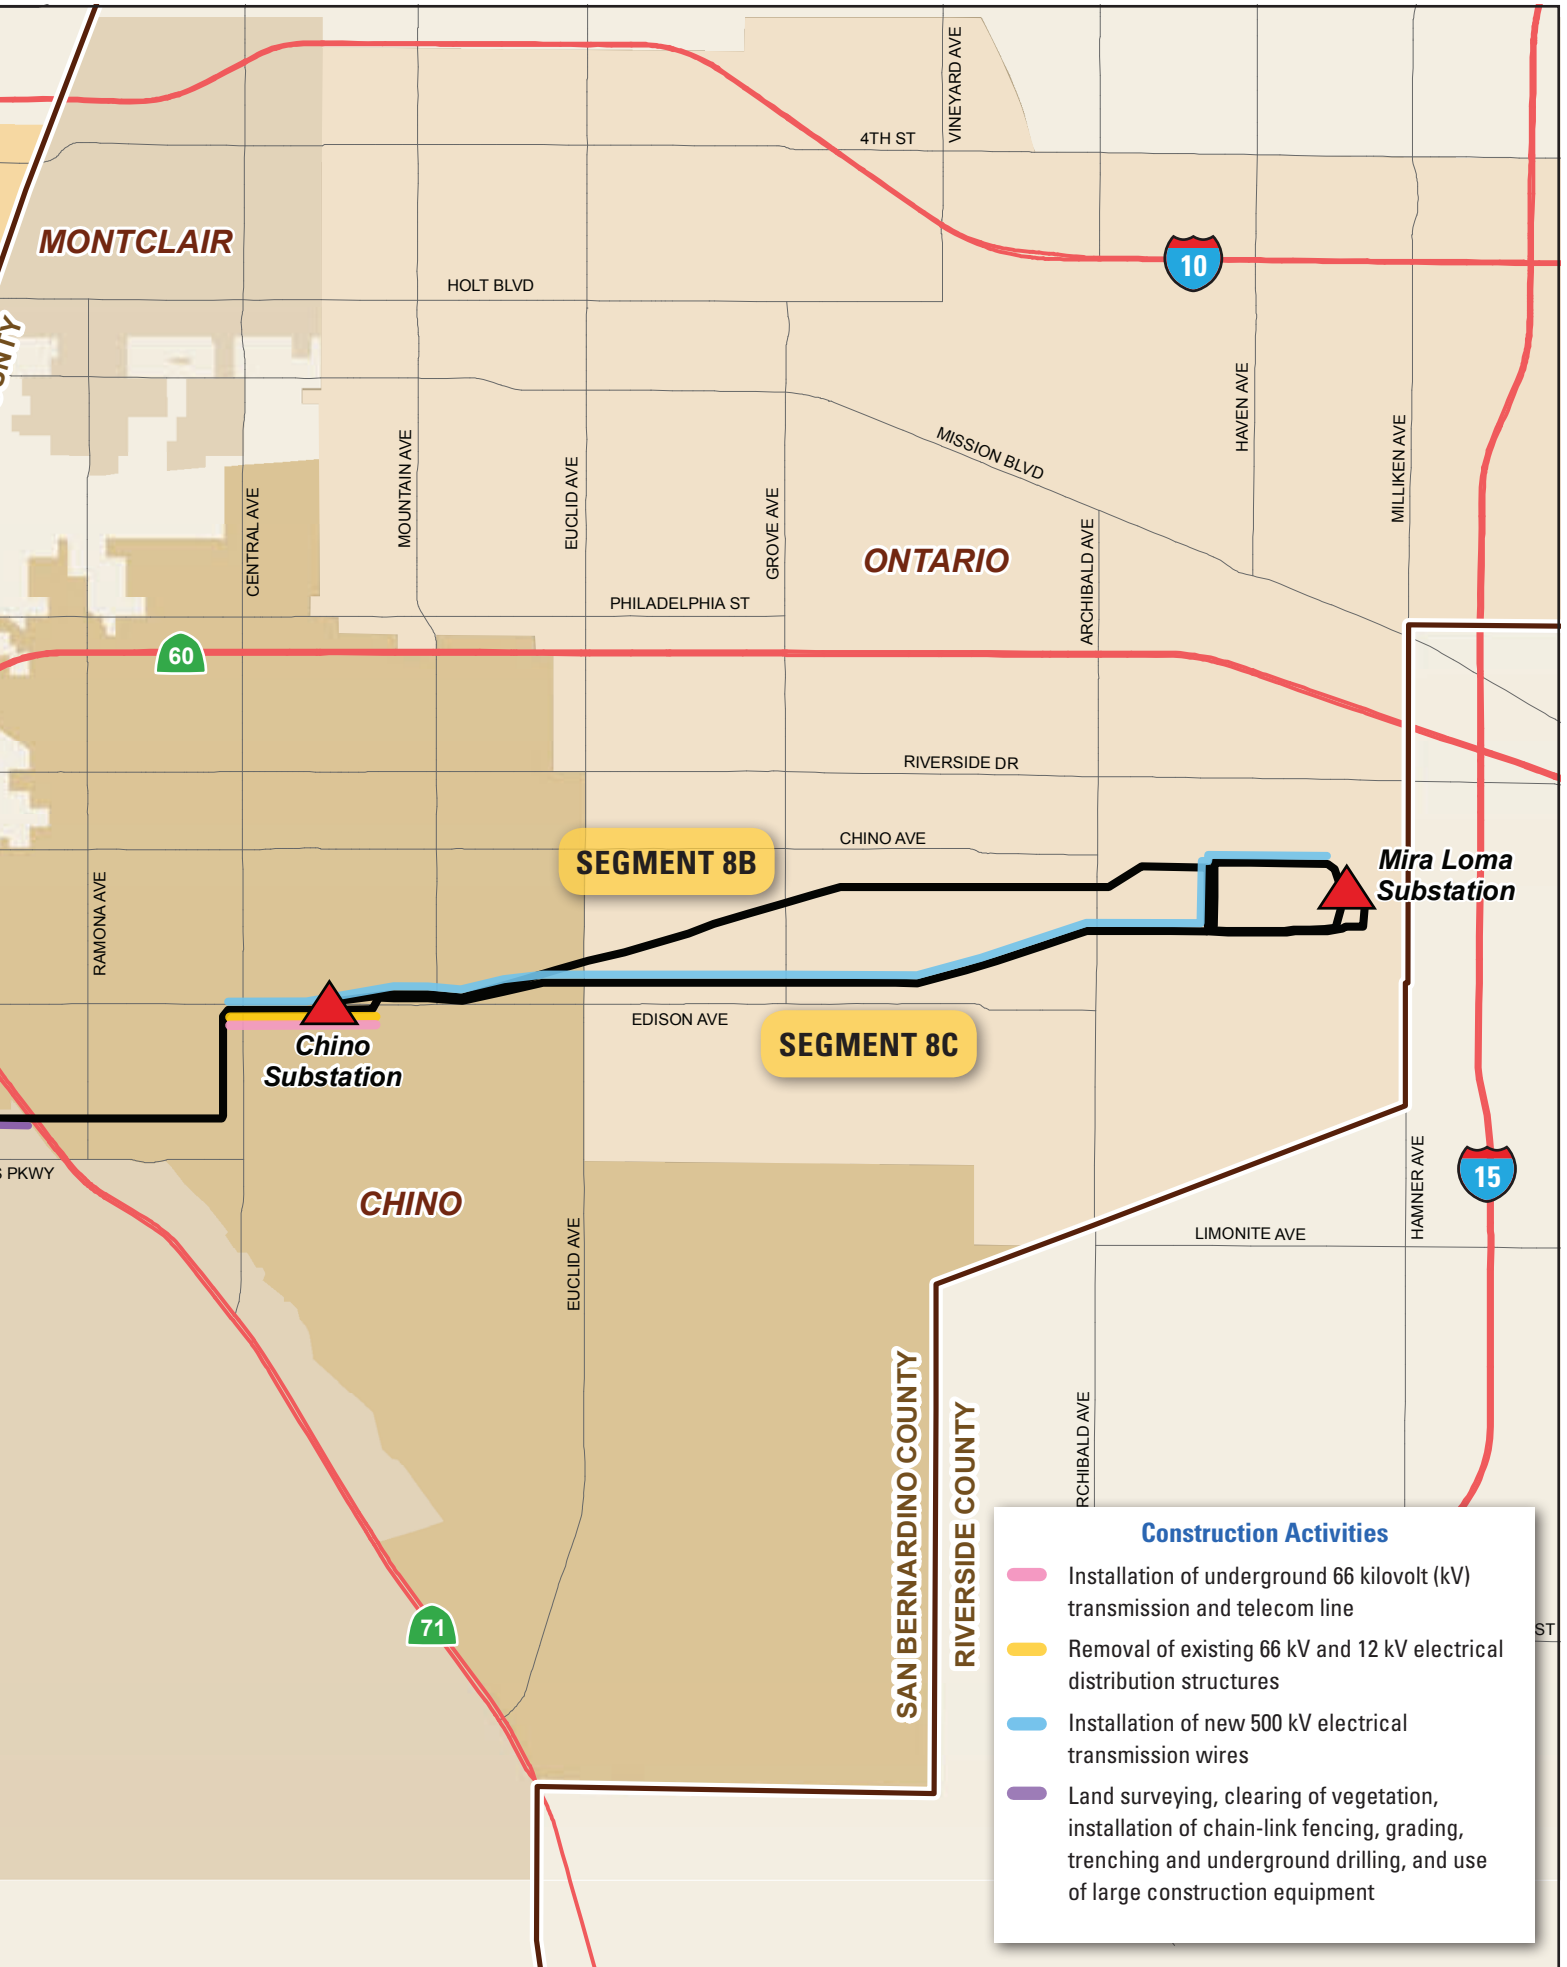 VINEYARD AVE
4TH ST
MONTCLAIR
10
HOLT BLVD
HAVEN AVE
MILLIKEN AVE
MISSION BLVD
MOUNTAIN AVE
EUCLID AVE
CENTRAL AVE
GROVE AVE
ARCHIBALD AVE
ONTARIO
PHILADELPHIA ST
60
RIVERSIDE DR
CHINO AVE
SEGMENT 8B
Mira Loma
Substation
RAMONA AVE
EDISON AVE
SEGMENT 8C
Chino
Substation
PKWY
CHINO
HAMNER AVE
15
LIMONITE AVE
EUCLID AVE
SAN BERNARDINO COUNTY
RIVERSIDE COUNTY
RCHIBALD AVE
71
ST
Construction Activities
Installation of underground 66 kilovolt (kV)
transmission and telecom line
Removal of existing 66 kV and 12 kV electrical
distribution structures
Installation of new 500 kV electrical
transmission wires
Land surveying, clearing of vegetation,
installation of chain-link fencing, grading,
trenching and underground drilling, and use
of large construction equipment